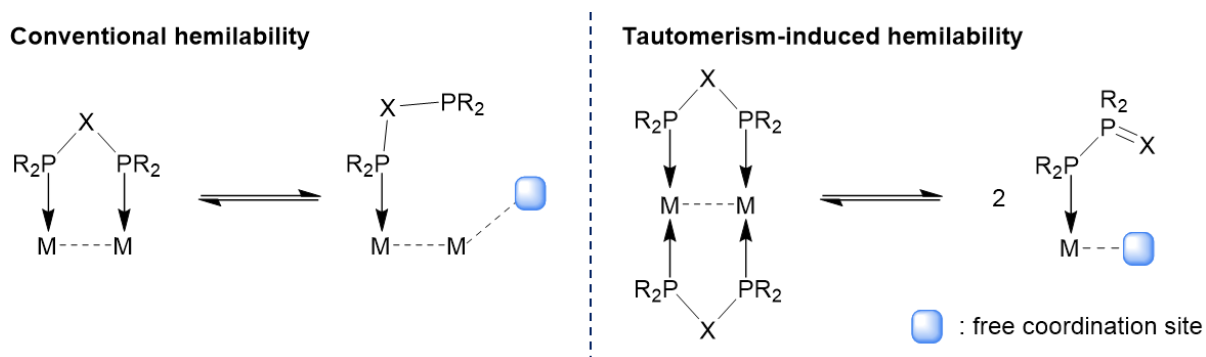 Conventional hemilability
X
R₂P PR₂
M M
X PR₂
R₂P
M M
Tautomerism-induced hemilability
X
R₂P PR₂
M M
R₂P PR₂
X
2
R₂
P X
R₂P
M
: free coordination site